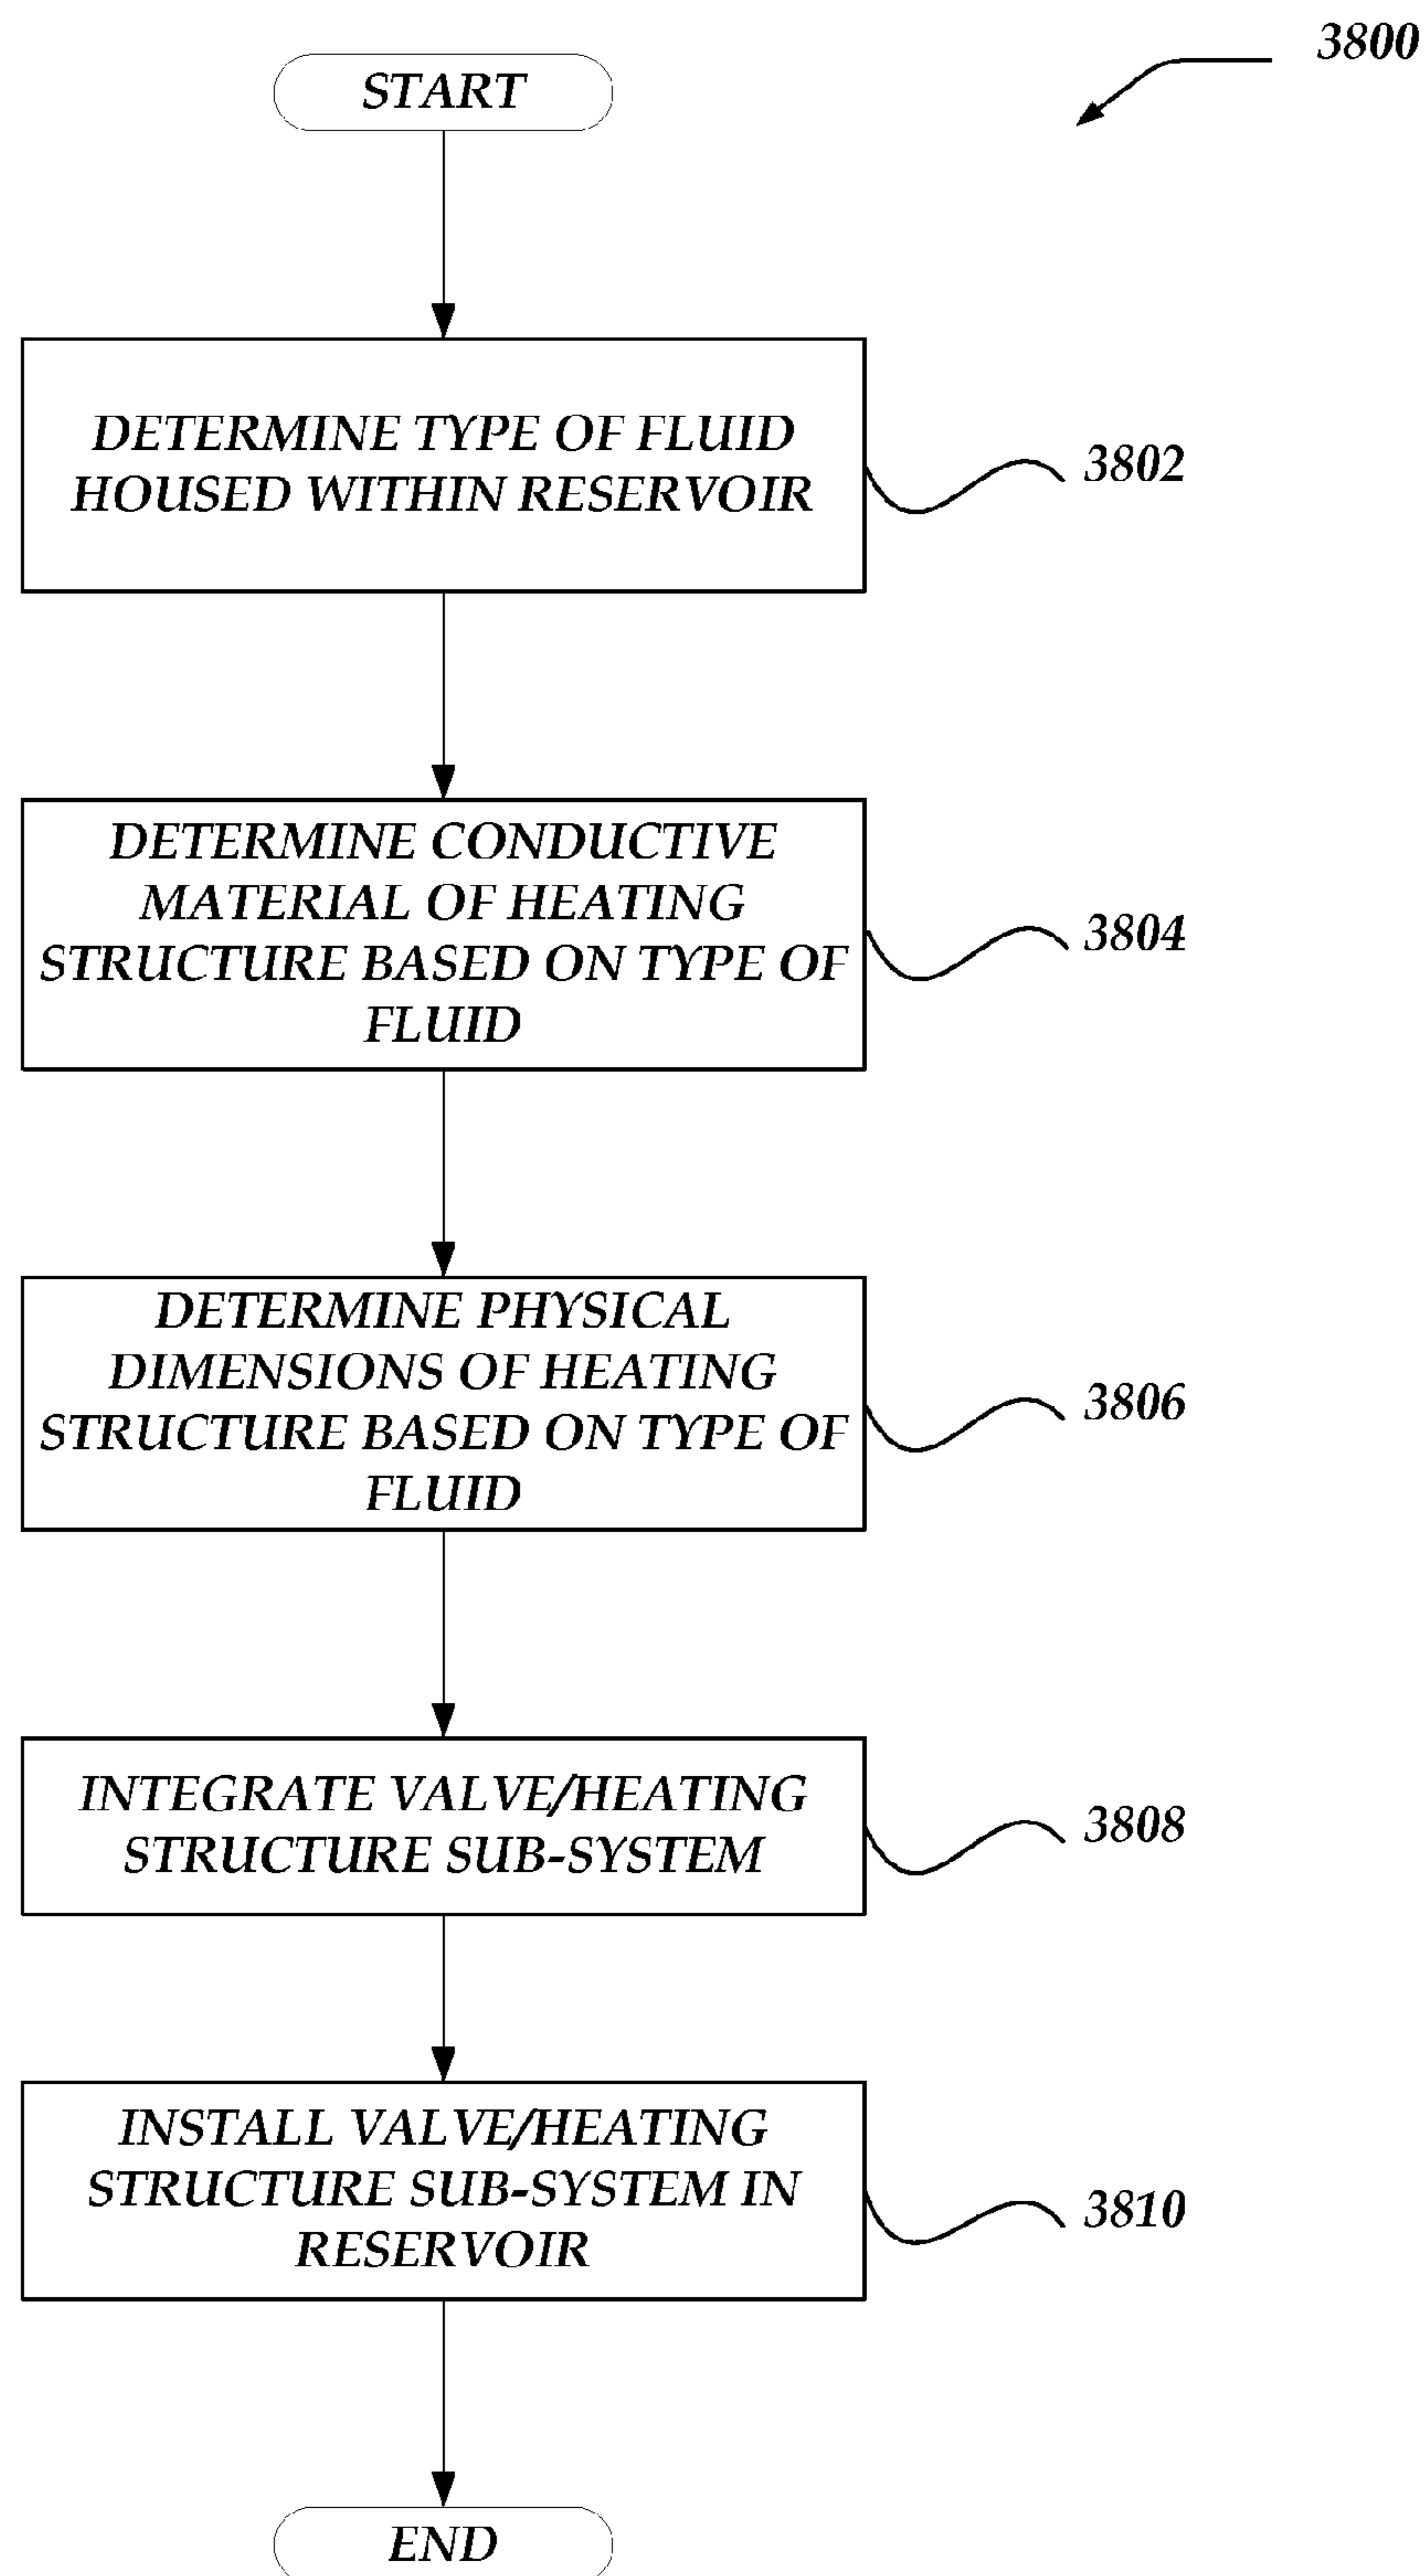 3800
START
DETERMINE TYPE OF FLUID
HOUSED WITHIN RESERVOIR
3802
DETERMINE CONDUCTIVE
MATERIAL OF HEATING
STRUCTURE BASED ON TYPE OF
FLUID
3804
DETERMINE PHYSICAL
DIMENSIONS OF HEATING
STRUCTURE BASED ON TYPE OF
FLUID
3806
INTEGRATE VALVE/HEATING
STRUCTURE SUB-SYSTEM
3808
INSTALL VALVE/HEATING
STRUCTURE SUB-SYSTEM IN
RESERVOIR
3810
END